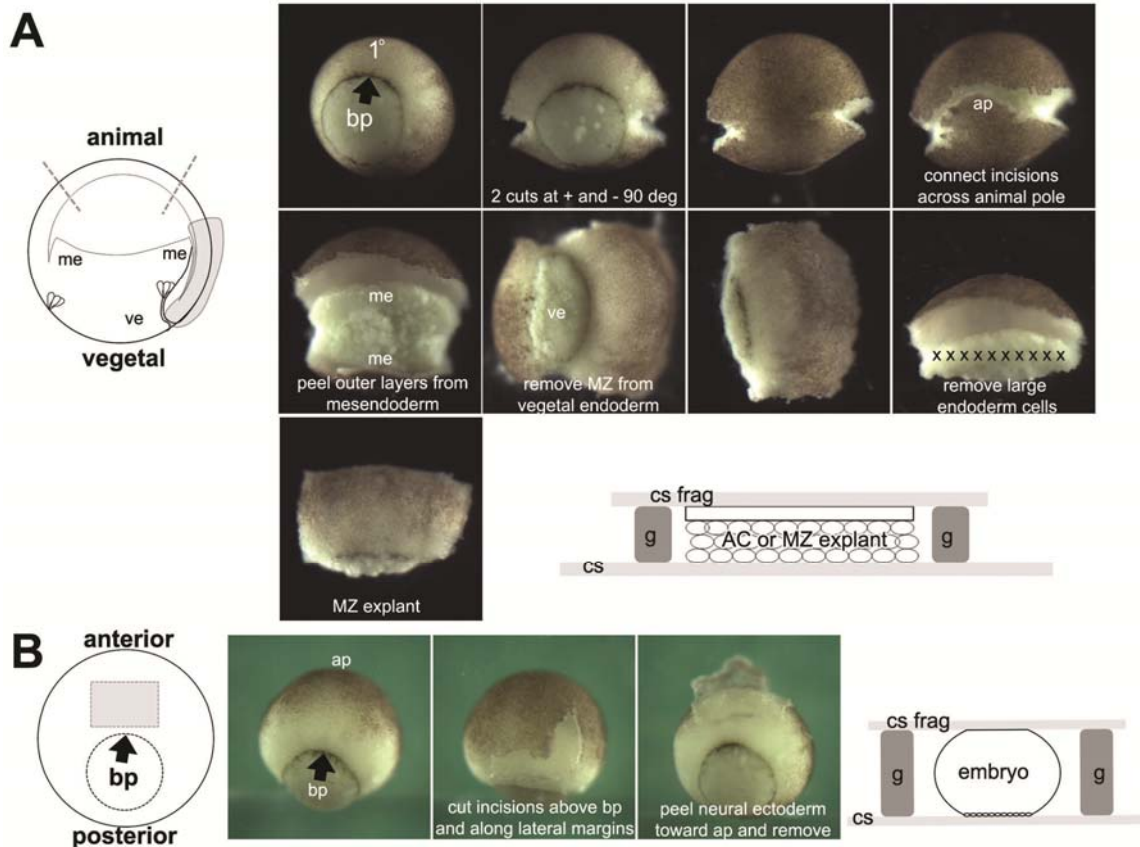 A
animal
me
me
ve
vegetal
1°
bp
2 cuts at + and - 90 deg
ap
connect incisions
across animal pole
me
me
peel outer layers from
mesendoderm
ve
remove MZ from
vegetal endoderm
x x x x x x x x x x
remove large
endoderm cells
MZ explant
cs frag
g
AC or MZ explant
g
cs
B
anterior
bp
posterior
ap
bp
cut incisions above bp
and along lateral margins
peel neural ectoderm
toward ap and remove
cs frag
g
embryo
g
cs